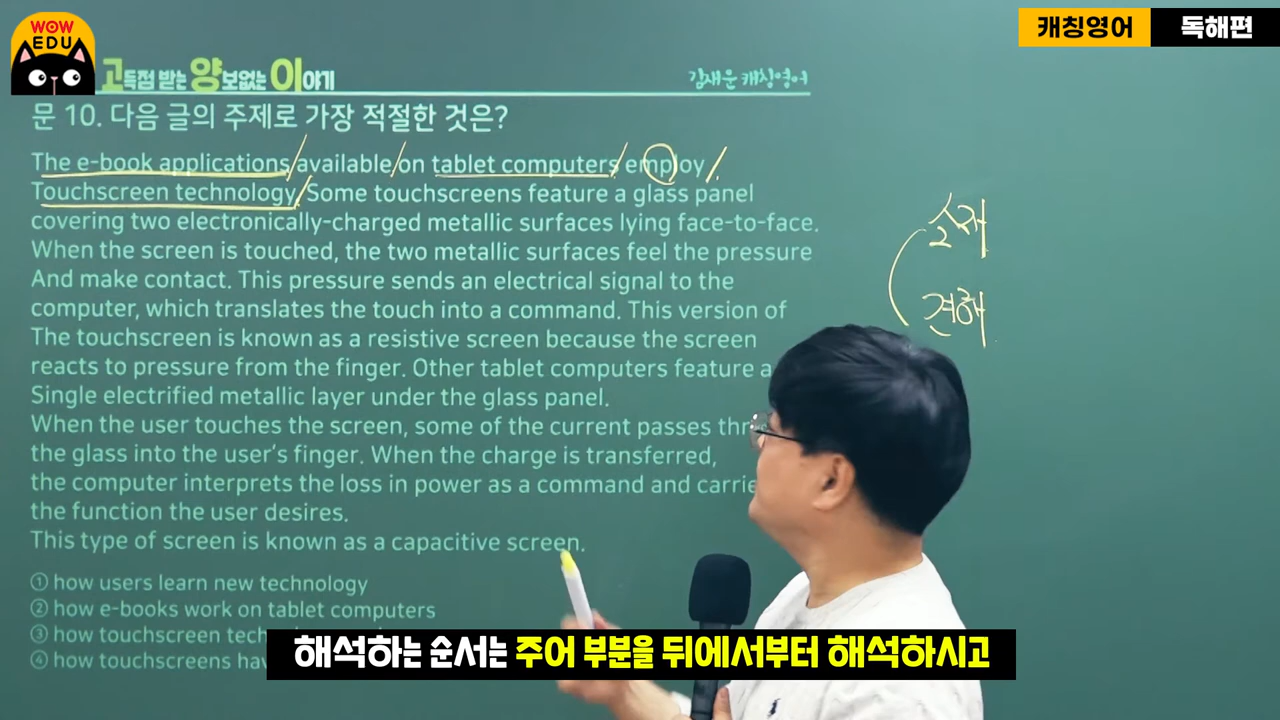 WOW
EDU
캐칭영어 독해편
고득점 받는 양보없는 이야기
김재운 캐칭영어
문 10. 다음 글의 주제로 가장 적절한 것은?
The e-book applications/available/on tablet computers/employ/
Touchscreen technology/Some touchscreens feature a glass panel
covering two electronically-charged metallic surfaces lying face-to-face.
When the screen is touched, the two metallic surfaces feel the pressure
And make contact. This pressure sends an electrical signal to the
computer, which translates the touch into a command. This version of
The touchscreen is known as a resistive screen because the screen
reacts to pressure from the finger. Other tablet computers feature a
Single electrified metallic layer under the glass panel.
When the user touches the screen, some of the current passes
the glass into the user's finger. When the charge is transferred,
the computer interprets the loss in power as a command and
the function the user desires.
This type of screen is known as a capacitive screen.
① how users learn new technology
② how e-books work on tablet computers
③ how touchscreen
④ how touchscreens
소재
견해
해석하는 순서는 주어 부분을 뒤에서부터 해석하시고